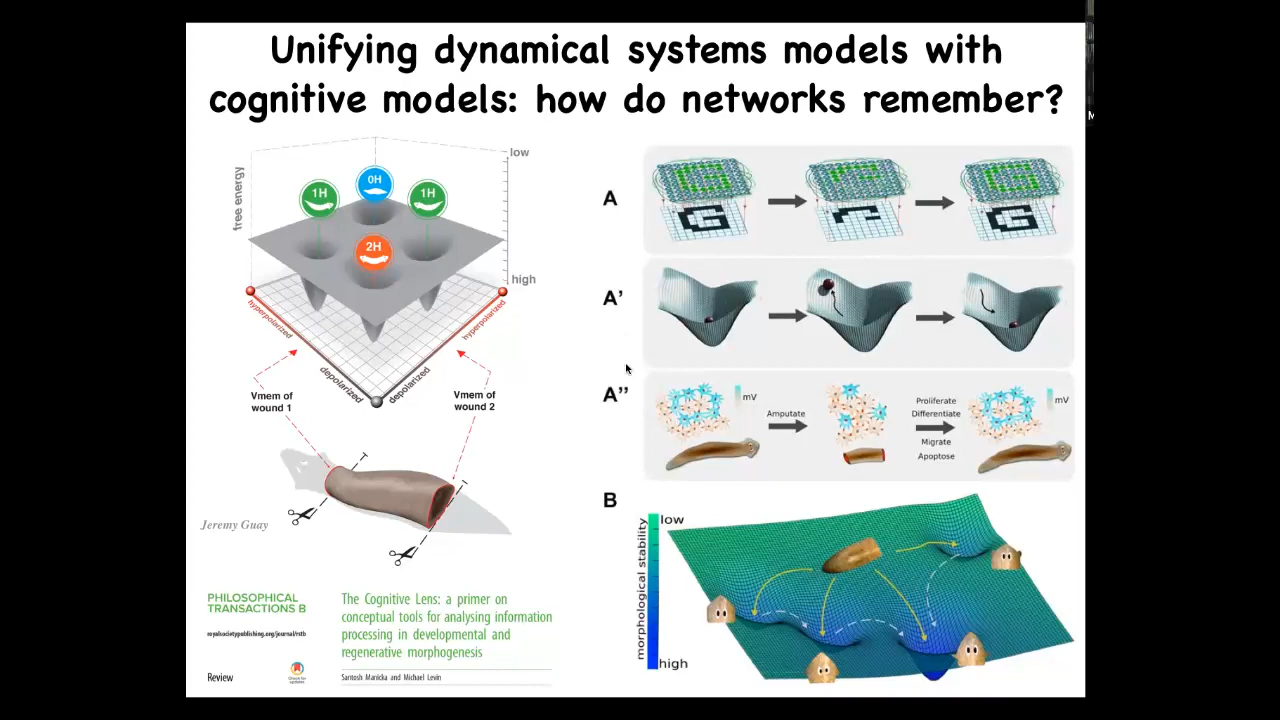 Unifying dynamical systems models with
cognitive models: how do networks remember?
free energy
low
high
1H
0H
1H
2H
hyperpolarized
hyperpolarized
depolarized
depolarized
Vmem of
wound 1
Vmem of
wound 2
Jeremy Guay
PHILOSOPHICAL
TRANSACTIONS B
royalsocietypublishing.org/journal/rstb
Review
Check for
updates
The Cognitive Lens: a primer on
conceptual tools for analysing information
processing in developmental and
regenerative morphogenesis
Santosh Manicka and Michael Levin
A
A’
A’’
mV
Amputate
Proliferate
Differentiate
Migrate
Apoptose
mV
B
morphological stability
low
high
M